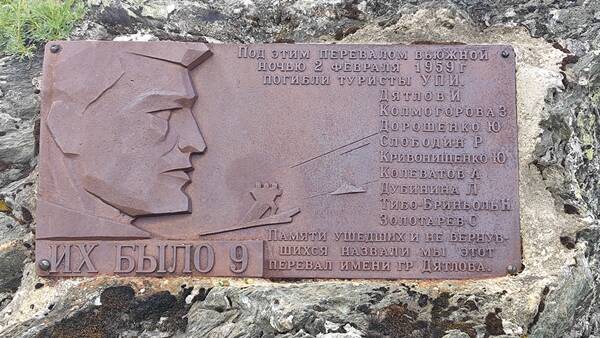 Под этим перевалом вьюжной
ночью 2 февраля 1959г
погибли туристы УПИ.
Дятлов И
Колмогорова З
Дорошенко Ю
Слободин Р
Кривонищенко Ю
Колеватов А
Дубинина Л
Тибо-Бриньоль Н
Золотарев С
Памяти ушедших и не вернув-
шихся назвали мы этот
перевал имени гр Дятлова.
ИХ БЫЛО 9